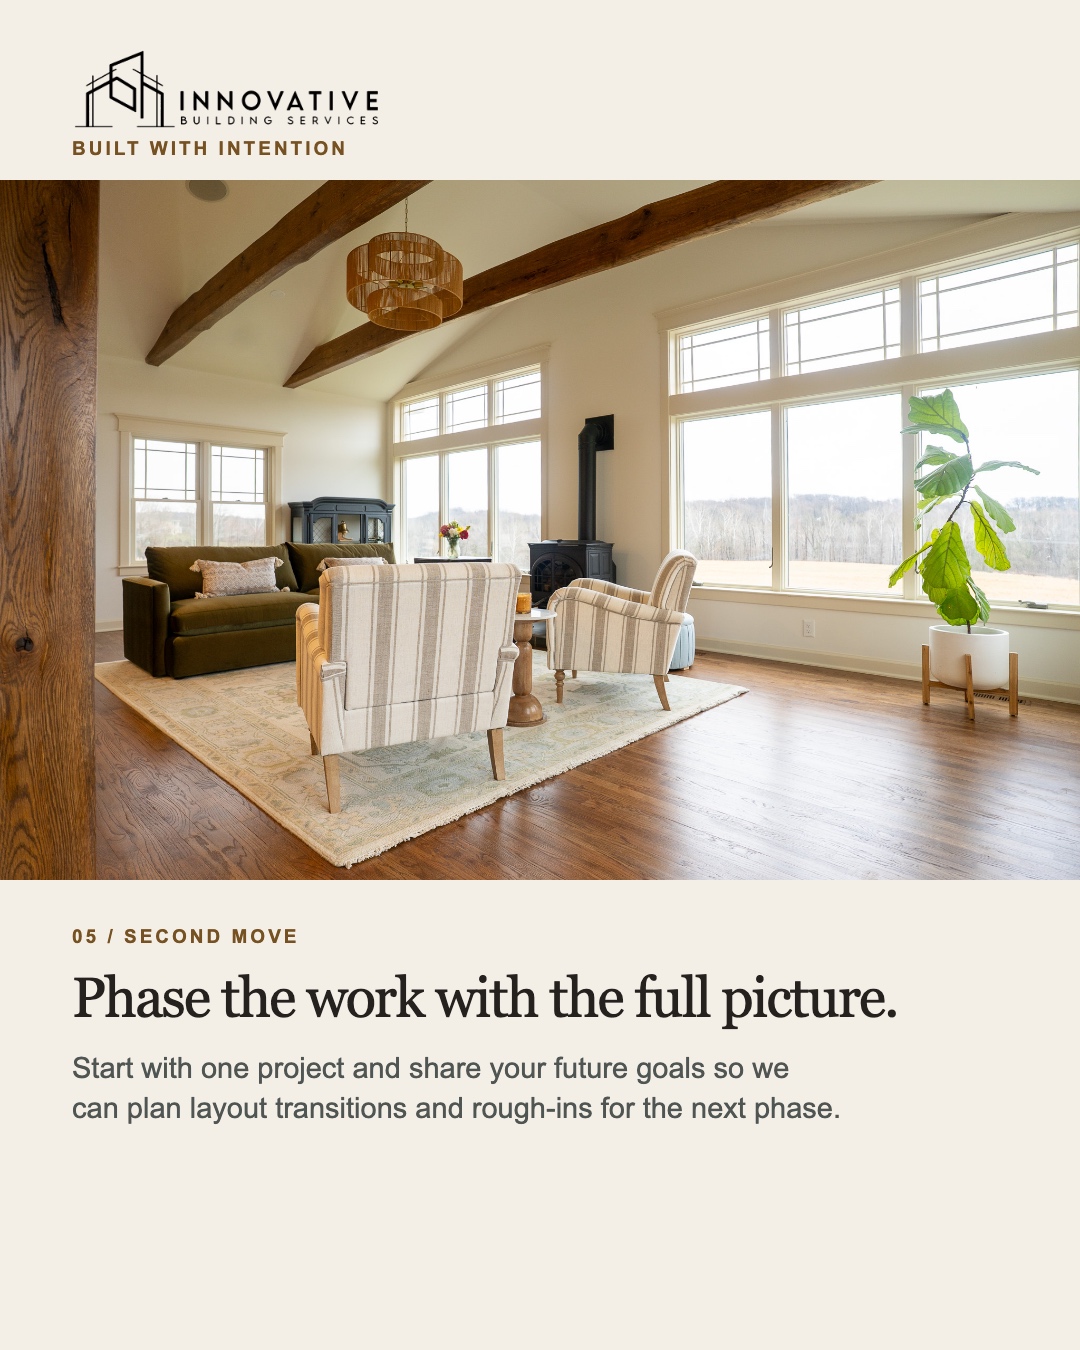 INNOVATIVE
BUILDING SERVICES
BUILT WITH INTENTION
05 / SECOND MOVE
Phase the work with the full picture.
Start with one project and share your future goals so we
can plan layout transitions and rough-ins for the next phase.